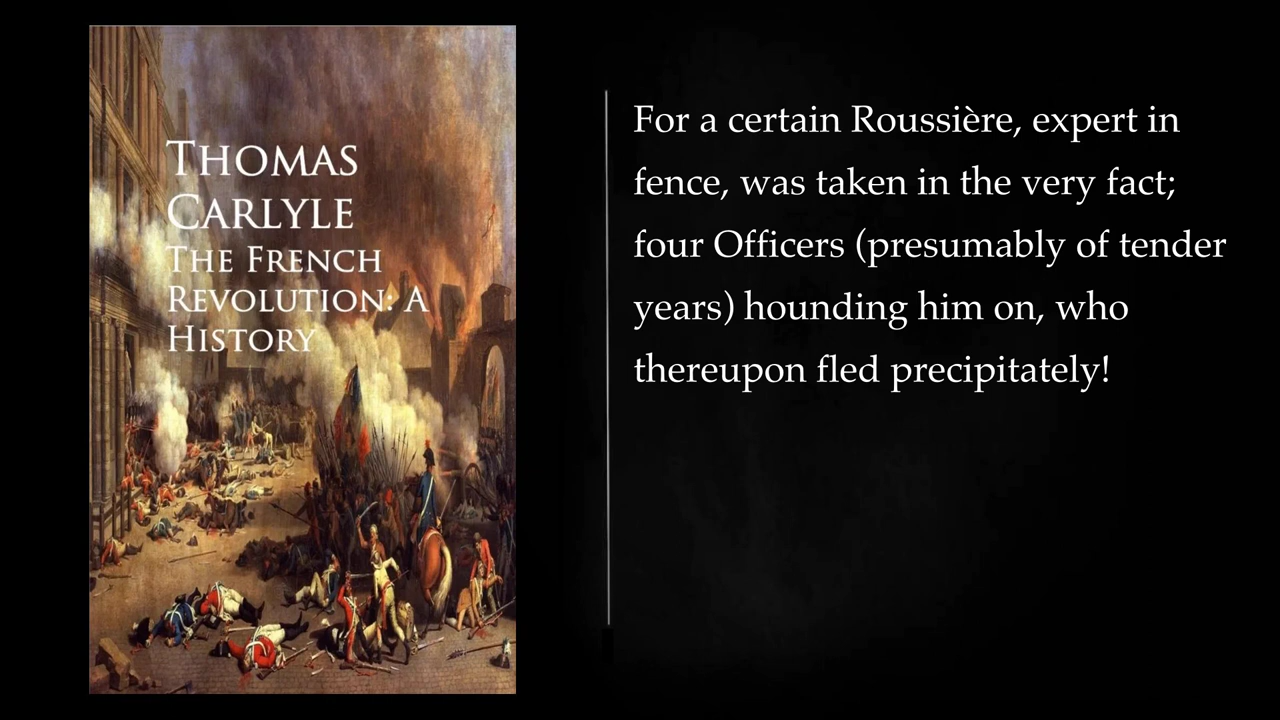 THOMAS
CARLYLE
THE FRENCH
REVOLUTION: A
HISTORY
For a certain Roussière, expert in
fence, was taken in the very fact;
four Officers (presumably of tender
years) hounding him on, who
thereupon fled precipitately!